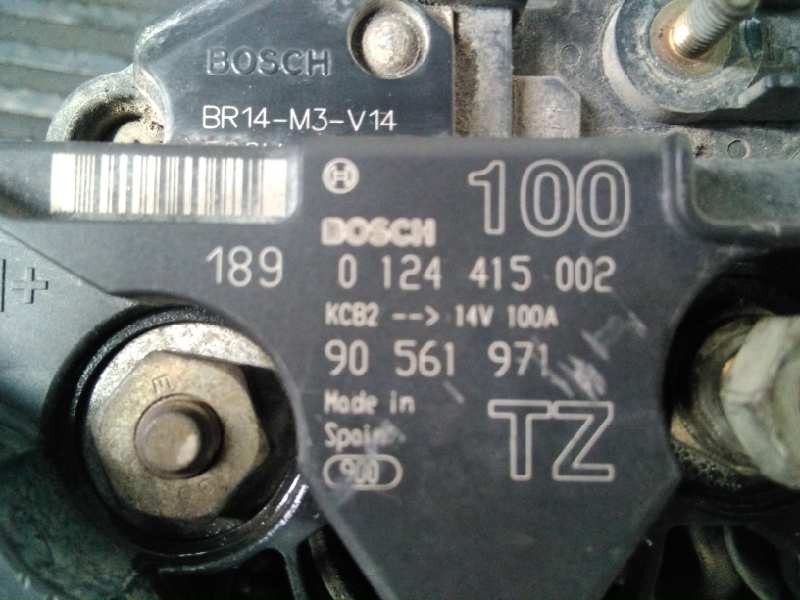 BOSCH
BR14-M3-V14
100
BOSCH
189 0 124 415 002
+
KCB2 --> 14V 100A
90 561 971
Made in
Spain
TZ
900